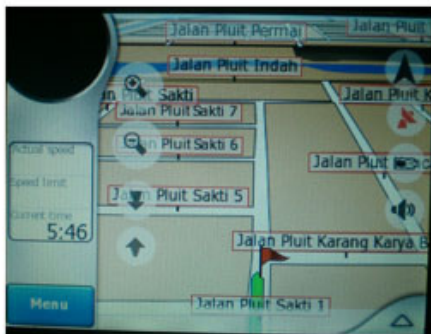 Jalan Pluit Permai
Jalan Pluit
Jalan Pluit Indah
Pluit Sakti
Jalan Pluit K
Jalan Pluit Sakti 7
Jalan Pluit Sakti 6
Jalan Pluit
Actual speed
Speed limit
Jalan Pluit Sakti 5
Current time
5:46
Jalan Pluit Karang Karya B
Menu
Jalan Pluit Sakti 1